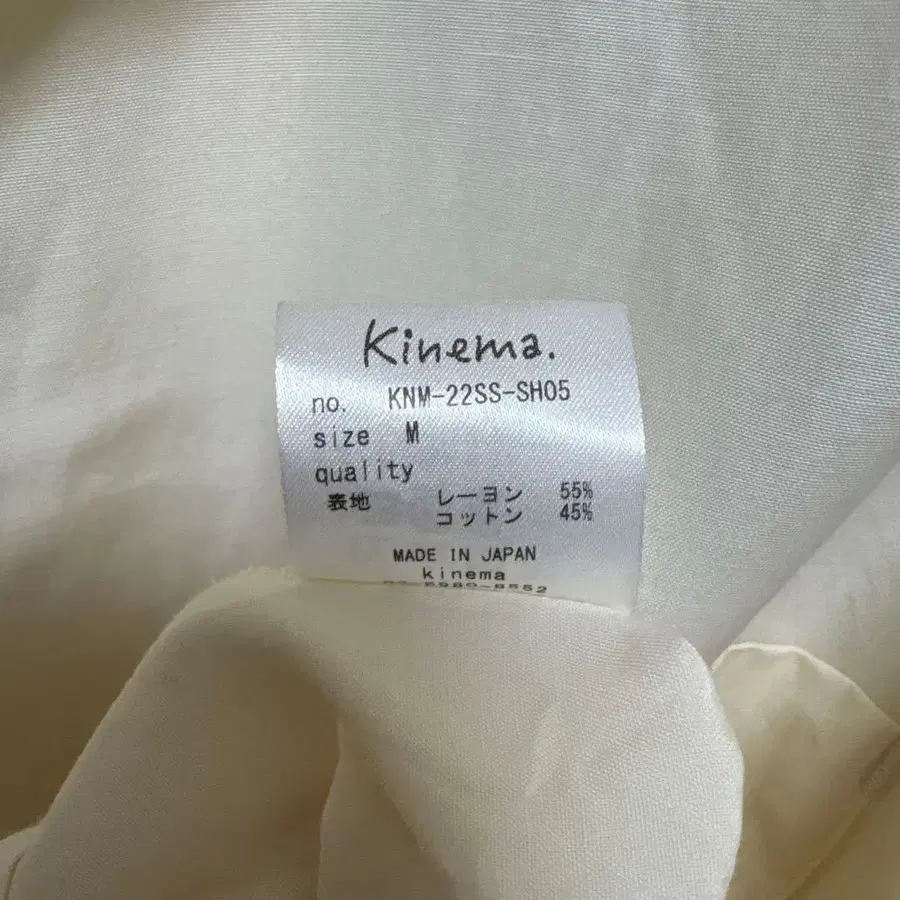 Kinema.
no. KNM-22SS-SH05
size M
quality
表地 レーヨン 55%
コットン 45%
MADE IN JAPAN
kinema